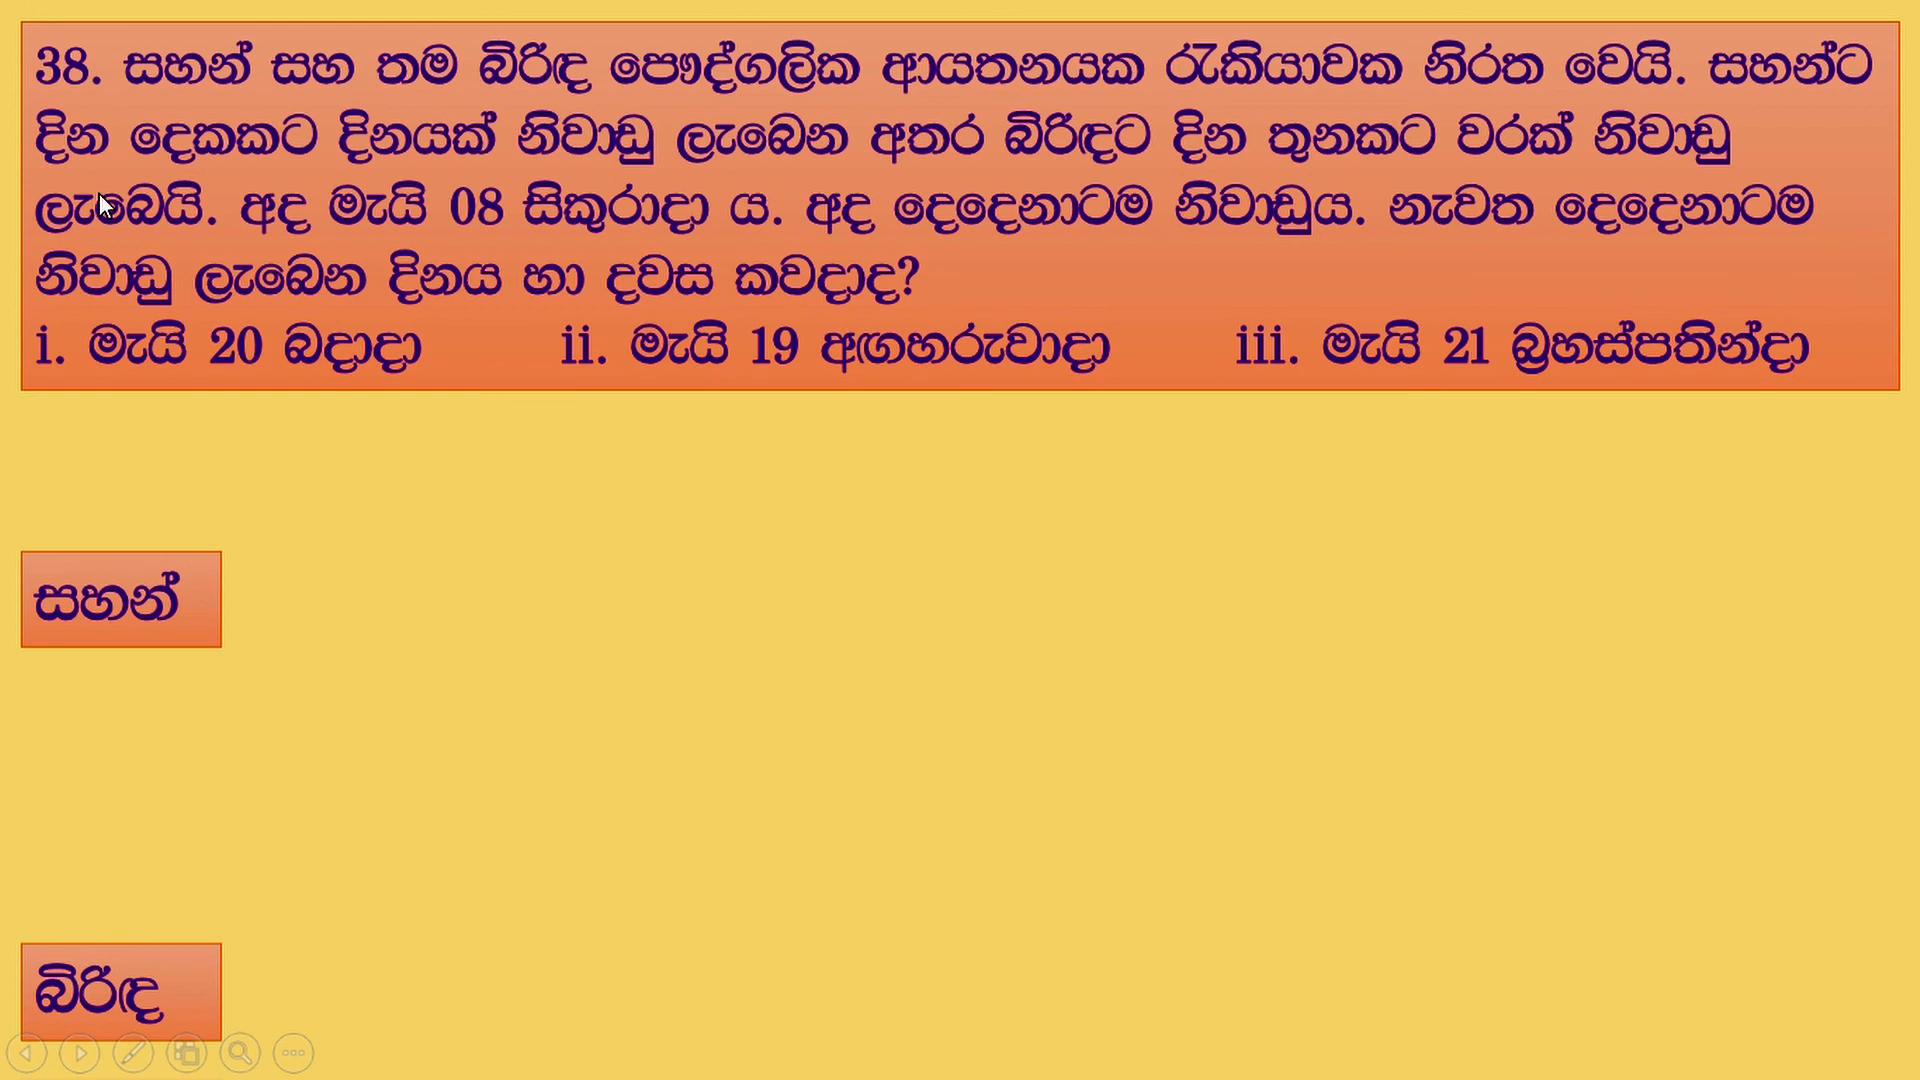 38. සහන් සහ තම බිරිඳ පෞද්ගලික ආයතනයක රැකියාවක නිරත වෙයි. සහන්ට
දින දෙකකට දිනයක් නිවාඩු ලැබෙන අතර බිරිඳට දින තුනකට වරක් නිවාඩු
ලැබෙයි. අද මැයි 08 සිකුරාදා ය. අද දෙදෙනාටම නිවාඩුය. නැවත දෙදෙනාටම
නිවාඩු ලැබෙන දිනය හා දවස කවදාද?
i. මැයි 20 බදාදා ii. මැයි 19 අඟහරුවාදා iii. මැයි 21 බ්‍රහස්පතින්දා
සහන්
බිරිඳ